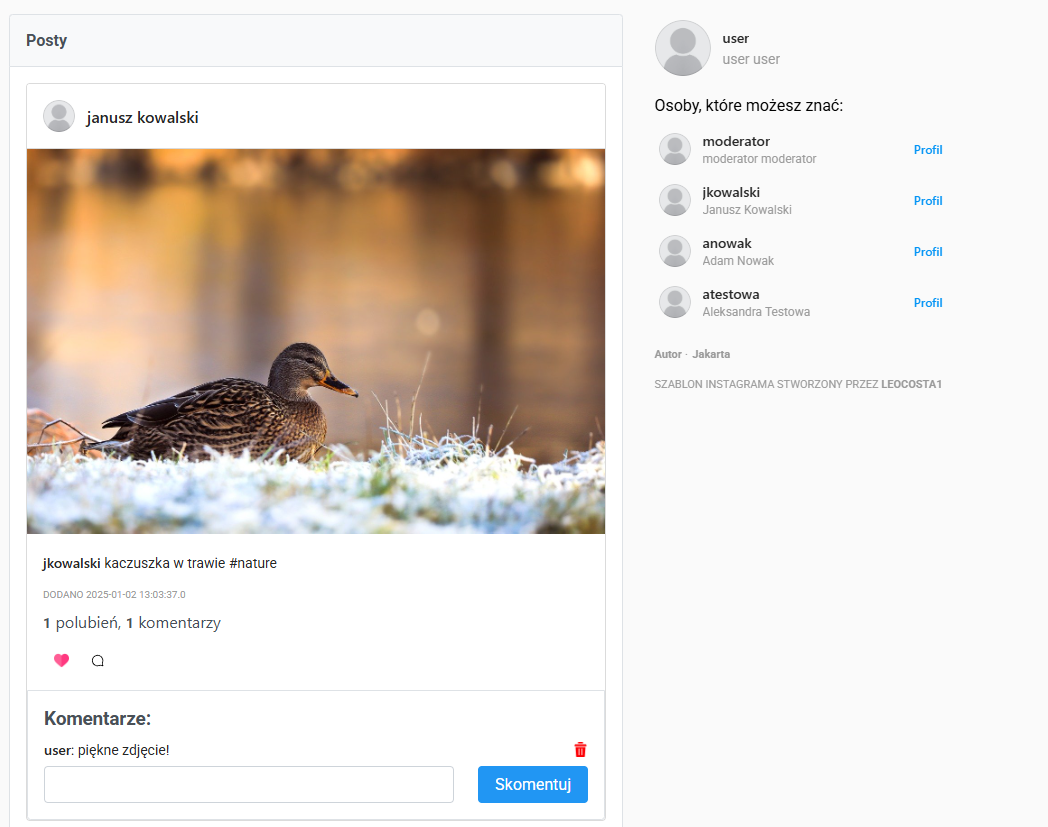 Posty
janusz kowalski
jkowalski kaczuszka w trawie #nature
DODANO 2025-01-02 13:03:37.0
1 polubień, 1 komentarzy
Komentarze:
user: piękne zdjęcie!
Skomentuj
user
user user
Osoby, które możesz znać:
moderator
moderator moderator
Profil
jkowalski
Janusz Kowalski
Profil
anowak
Adam Nowak
Profil
atestowa
Aleksandra Testowa
Profil
Autor · Jakarta
SZABLON INSTAGRAMA STWORZONY PRZEZ LEOCOSTA1